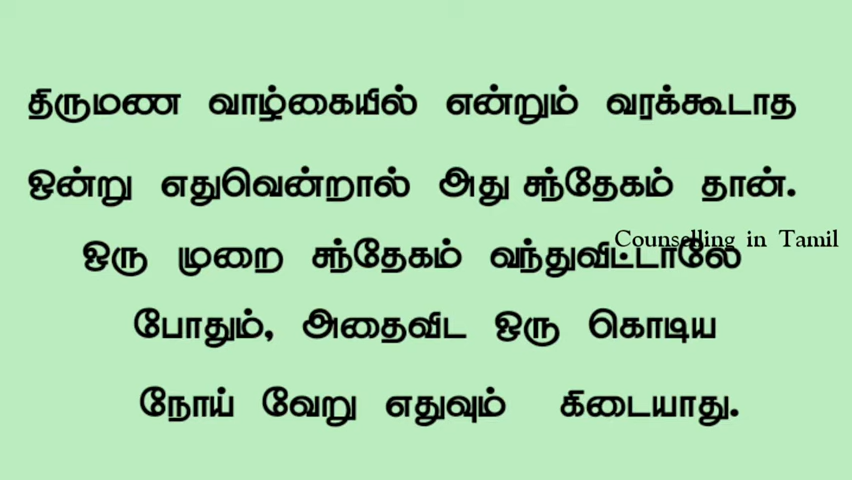 திருமண வாழ்கையில் என்றும் வரக்கூடாத
ஒன்று எதுவென்றால் அது சந்தேகம் தான்.
Counselling in Tamil
ஒரு முறை சந்தேகம் வந்துவிட்டாலே
போதும், அதைவிட ஒரு கொடிய
நோய் வேறு எதுவும் கிடையாது.